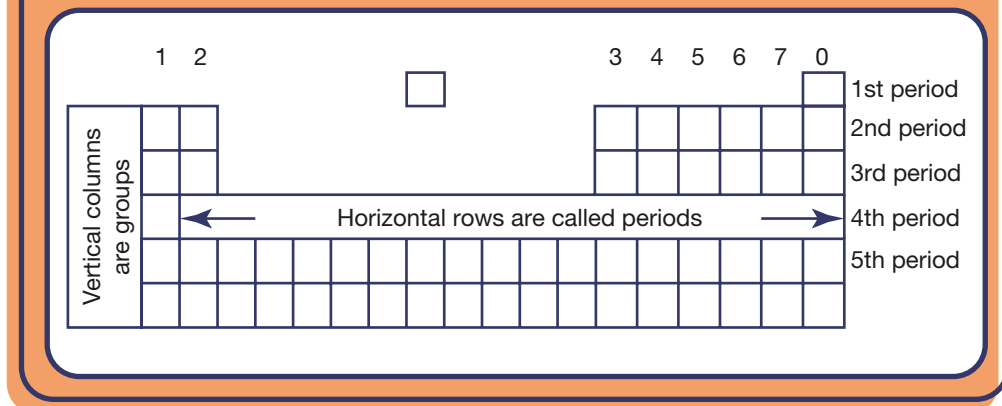 1 2 3 4 5 6 7 0
1st period
2nd period
3rd period
Horizontal rows are called periods
4th period
5th period
Vertical columns
are groups